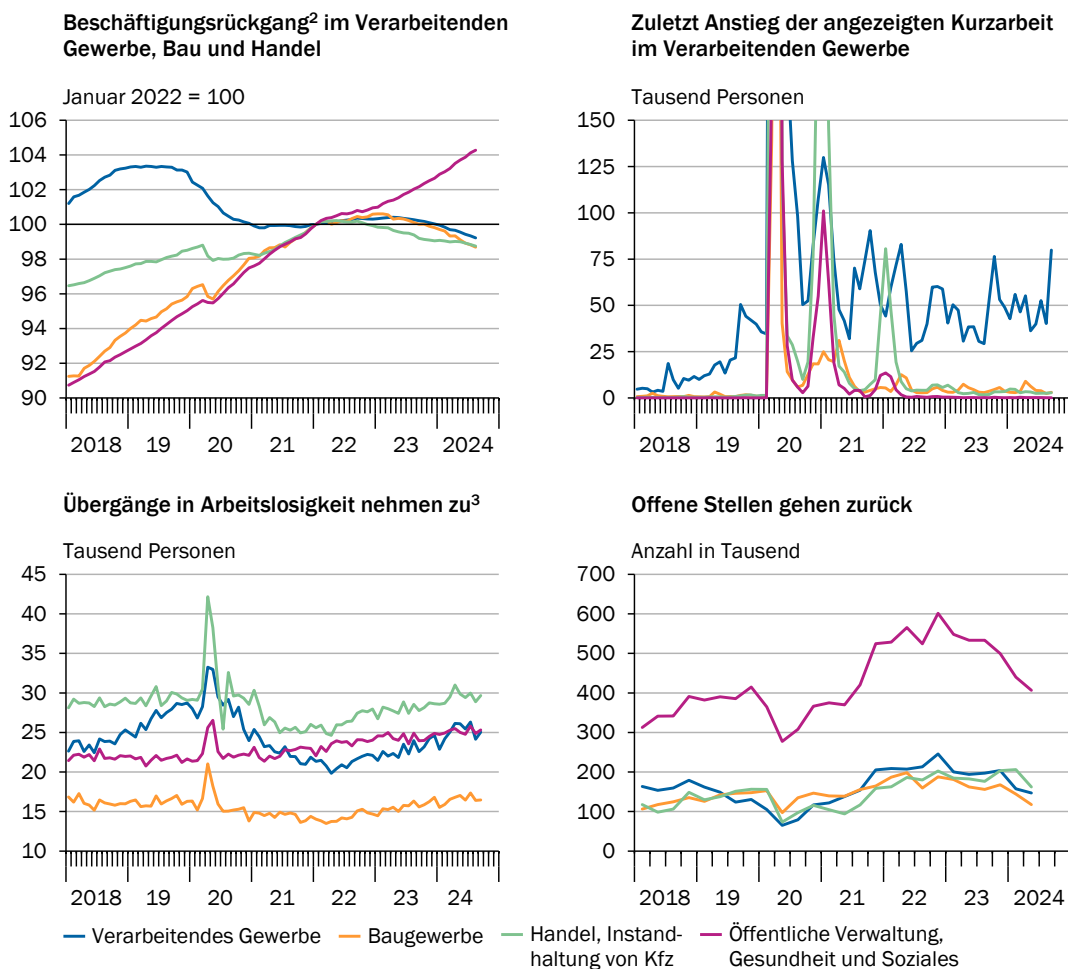 Beschäftigungsrückgang² im Verarbeitenden
Gewerbe, Bau und Handel
Januar 2022 = 100
106
104
102
100
98
96
94
92
90
2018 19 20 21 22 23 2024
Zuletzt Anstieg der angezeigten Kurzarbeit
im Verarbeitenden Gewerbe
Tausend Personen
150
125
100
75
50
25
0
2018 19 20 21 22 23 2024
Übergänge in Arbeitslosigkeit nehmen zu³
Tausend Personen
45
40
35
30
25
20
15
10
2018 19 20 21 22 23 24
Offene Stellen gehen zurück
Anzahl in Tausend
700
600
500
400
300
200
100
0
2018 19 20 21 22 23 2024
Verarbeitendes Gewerbe
Baugewerbe
Handel, Instand-
haltung von Kfz
Öffentliche Verwaltung,
Gesundheit und Soziales